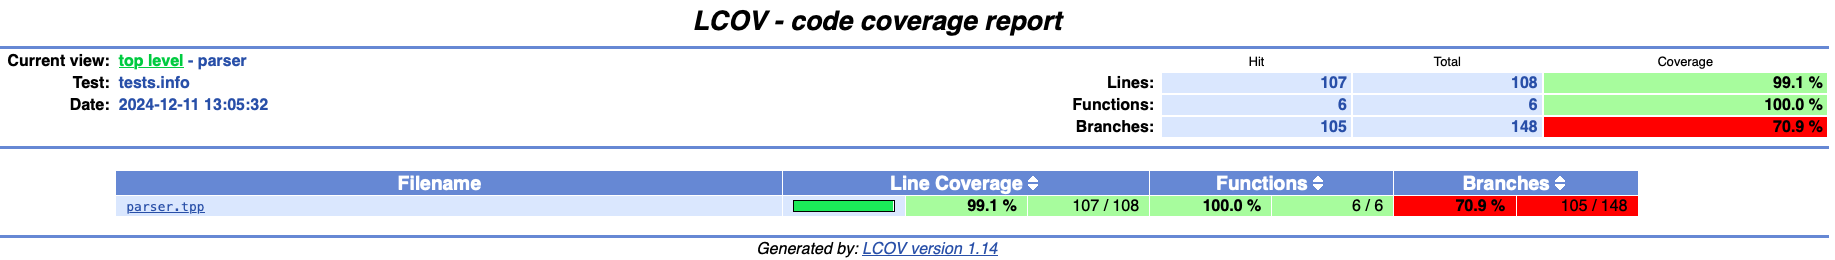 LCOV - code coverage report
Current view: top level - parser
Hit Total Coverage
Test: tests.info
Lines: 107 108 99.1 %
Date: 2024-12-11 13:05:32
Functions: 6 6 100.0 %
Branches: 105 148 70.9 %
Filename Line Coverage Functions Branches
parser.tpp 99.1 % 107 / 108 100.0 % 6 / 6 70.9 % 105 / 148
Generated by: LCOV version 1.14